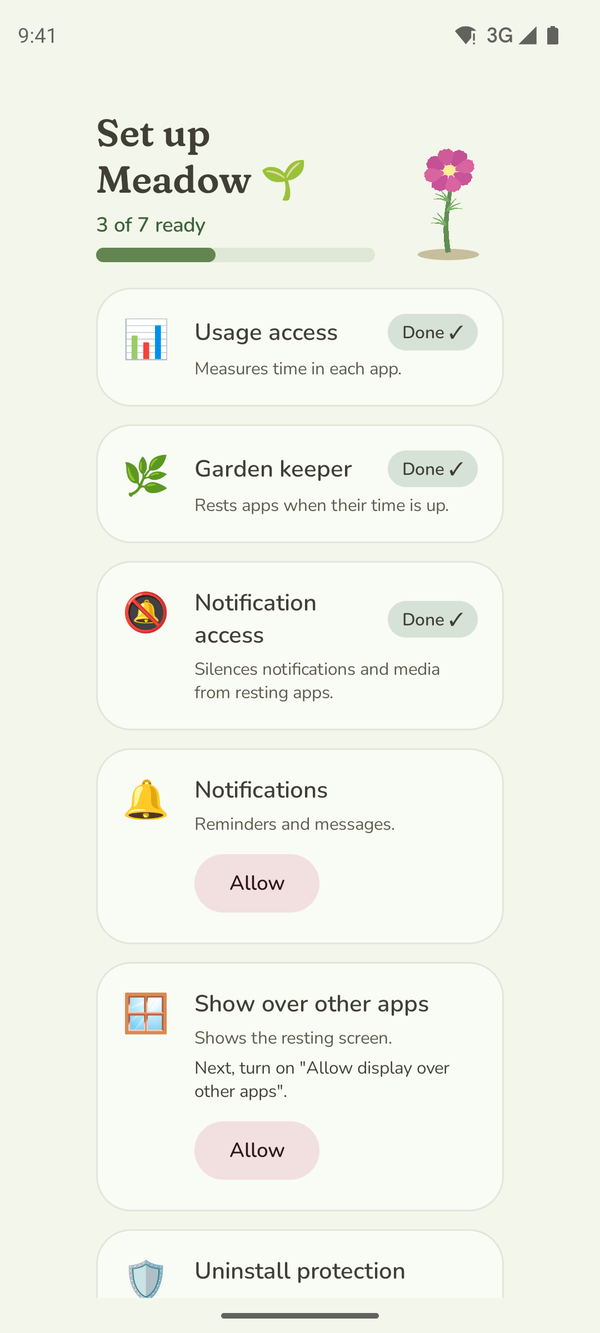 9:41
3G
Set up
Meadow
3 of 7 ready
Usage access
Done ✓
Measures time in each app.
Garden keeper
Done ✓
Rests apps when their time is up.
Notification
access
Done ✓
Silences notifications and media
from resting apps.
Notifications
Reminders and messages.
Allow
Show over other apps
Shows the resting screen.
Next, turn on "Allow display over
other apps".
Allow
Uninstall protection